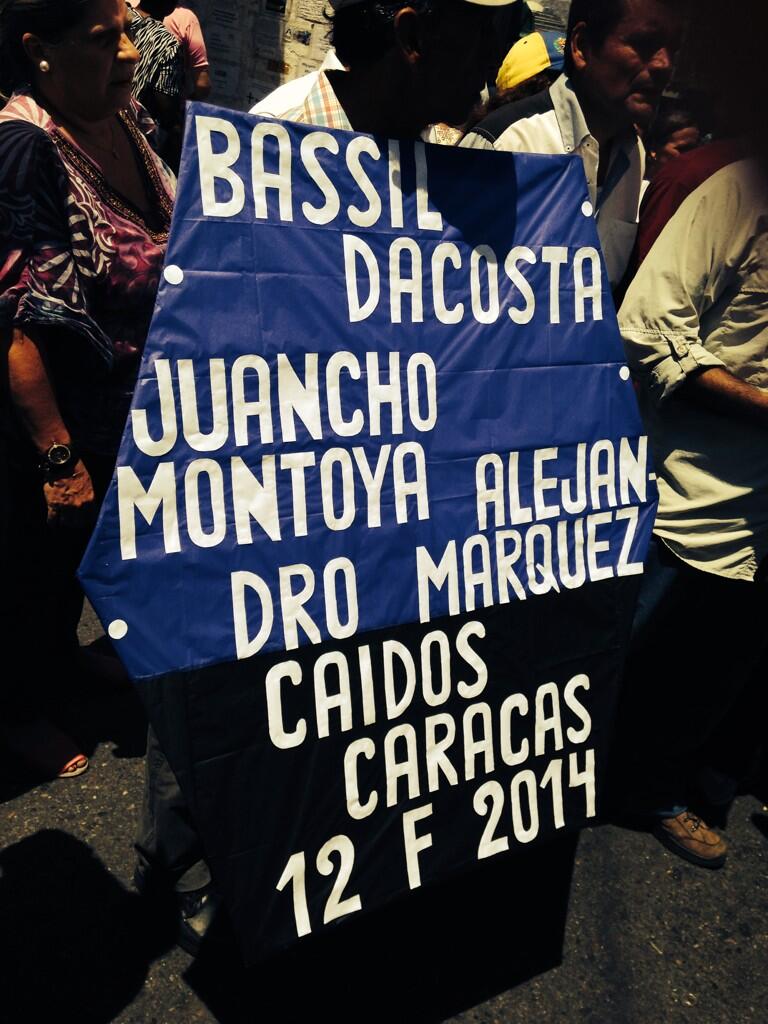 BASSIL
DACOSTA
JUANCHO
MONTOYA ALEJAN-
DRO MARQUEZ
CAIDOS
CARACAS
12 F 2014